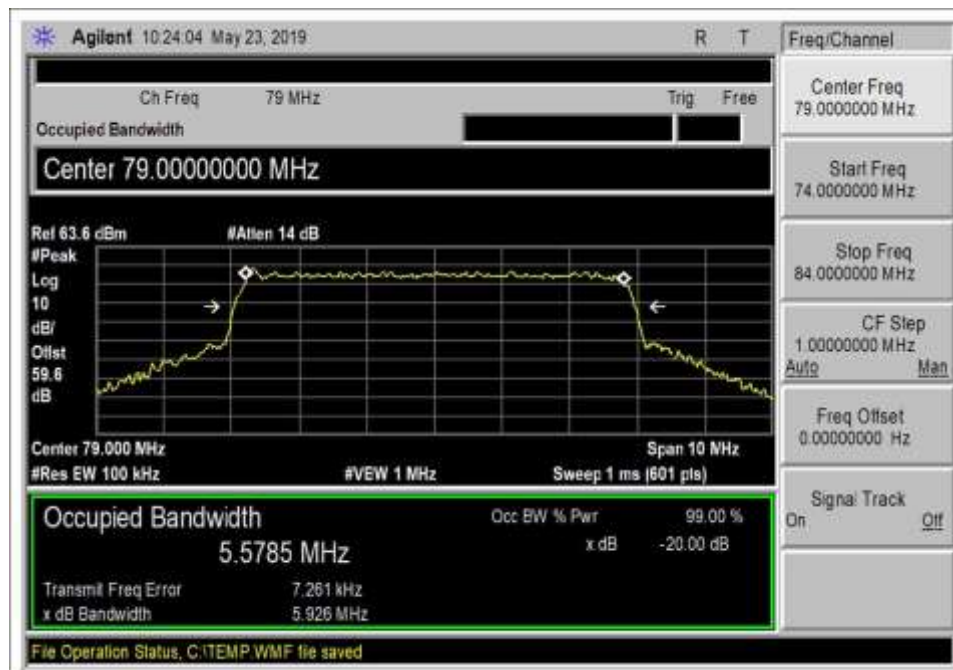 Agilent 10:24:04 May 23, 2019 R T
Ch Freq 79 MHz Trig Free
Occupied Bandwidth
Center 79.00000000 MHz
Ref 63.6 dBm #Atten 14 dB
#Peak
Log
10
dB/
Offst
59.6
dB
Center 79.000 MHz Span 10 MHz
#Res BW 100 kHz #VBW 1 MHz Sweep 1 ms (601 pts)
Occupied Bandwidth Occ BW % Pwr 99.00 %
5.5785 MHz x dB -20.00 dB
Transmit Freq Error 7.261 kHz
x dB Bandwidth 5.926 MHz
File Operation Status, C:\TEMP.WMF file saved
Freq/Channel
Center Freq
79.0000000 MHz
Start Freq
74.0000000 MHz
Stop Freq
84.0000000 MHz
CF Step
1.00000000 MHz
Auto Man
Freq Offset
0.00000000 Hz
Signal Track
On Off